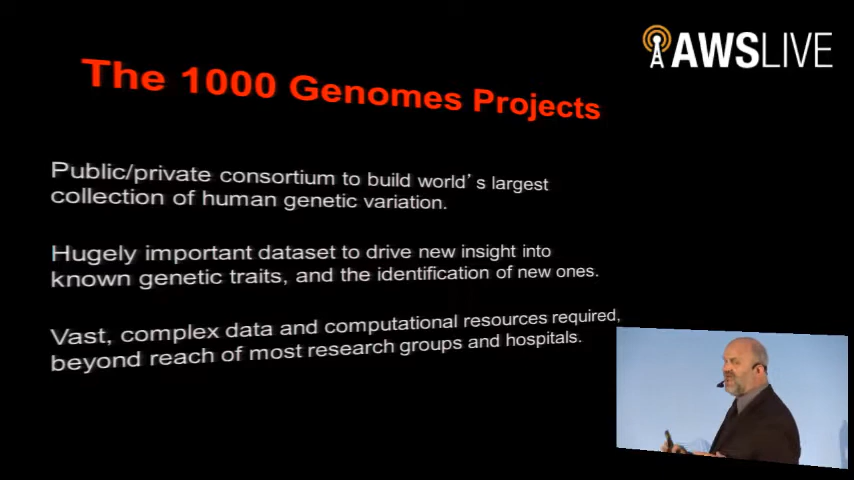 AWSLIVE
The 1000 Genomes Projects
Public/private consortium to build world's largest
collection of human genetic variation.
Hugely important dataset to drive new insight into
known genetic traits, and the identification of new ones.
Vast, complex data and computational resources required,
beyond reach of most research groups and hospitals.